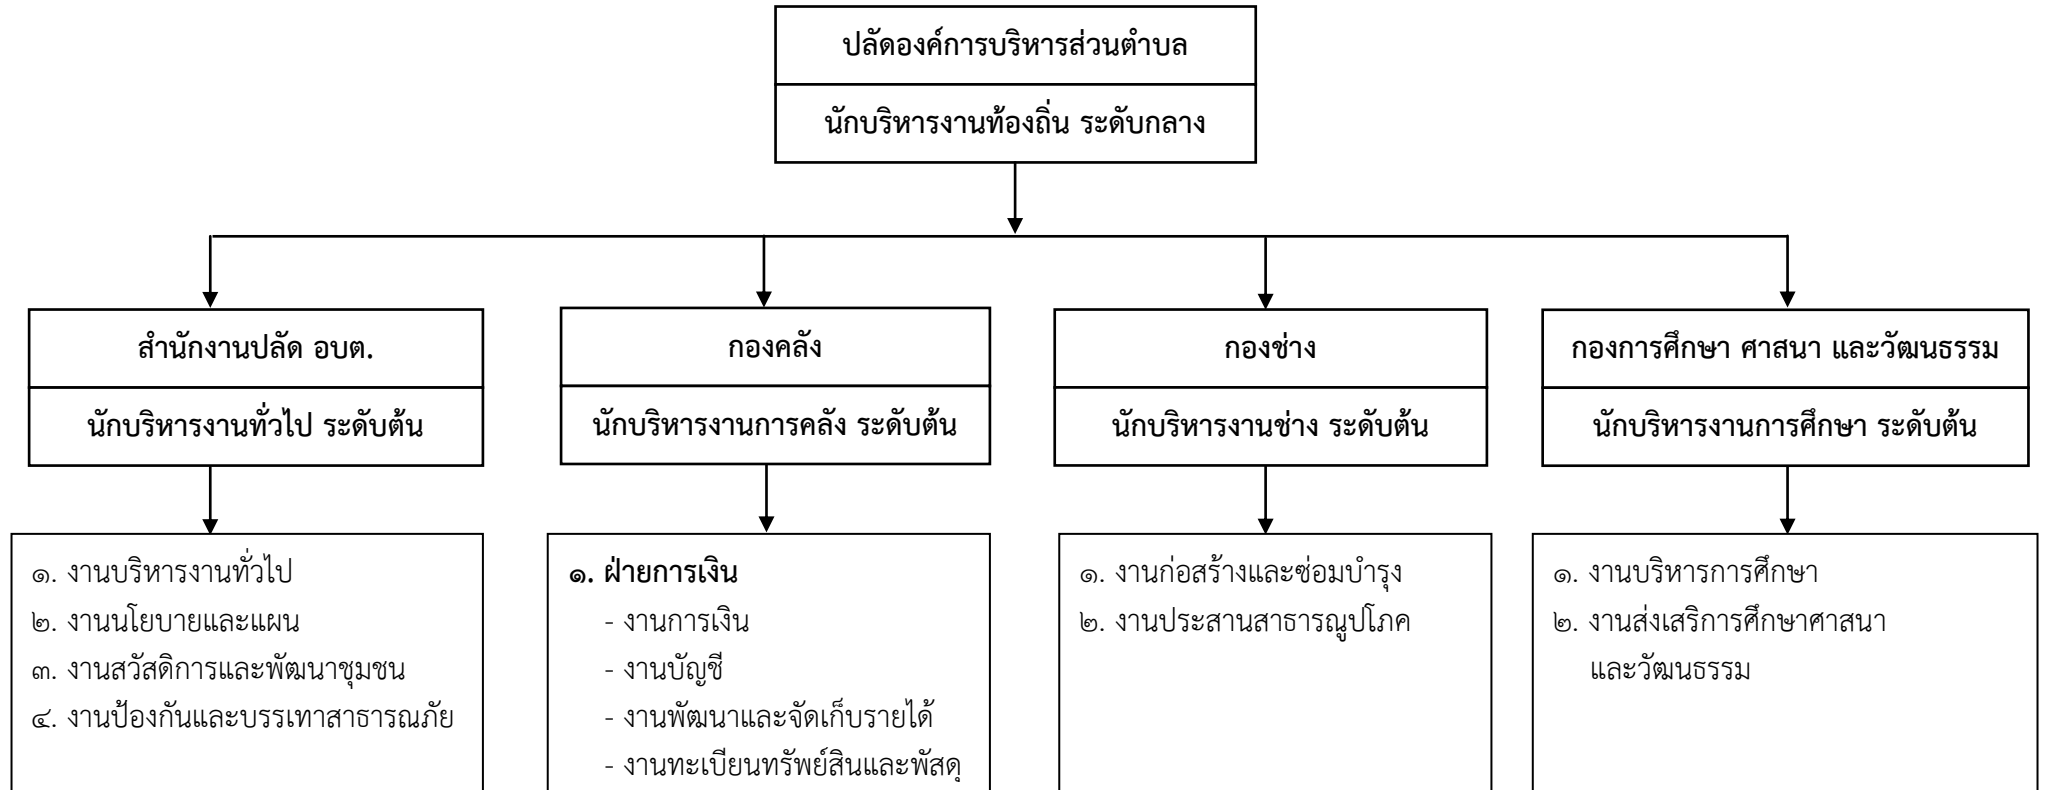 ปลัดองค์การบริหารส่วนตำบล
นักบริหารงานท้องถิ่น ระดับกลาง
สำนักงานปลัด อบต.
นักบริหารงานทั่วไป ระดับต้น
กองคลัง
นักบริหารงานการคลัง ระดับต้น
กองช่าง
นักบริหารงานช่าง ระดับต้น
กองการศึกษา ศาสนา และวัฒนธรรม
นักบริหารงานการศึกษา ระดับต้น
๑. งานบริหารงานทั่วไป
๒. งานนโยบายและแผน
๓. งานสวัสดิการและพัฒนาชุมชน
๔. งานป้องกันและบรรเทาสาธารณภัย
๑. ฝ่ายการเงิน
- งานการเงิน
- งานบัญชี
- งานพัฒนาและจัดเก็บรายได้
- งานทะเบียนทรัพย์สินและพัสดุ
๑. งานก่อสร้างและซ่อมบำรุง
๒. งานประสานสาธารณูปโภค
๑. งานบริหารการศึกษา
๒. งานส่งเสริการศึกษาศาสนา
และวัฒนธรรม